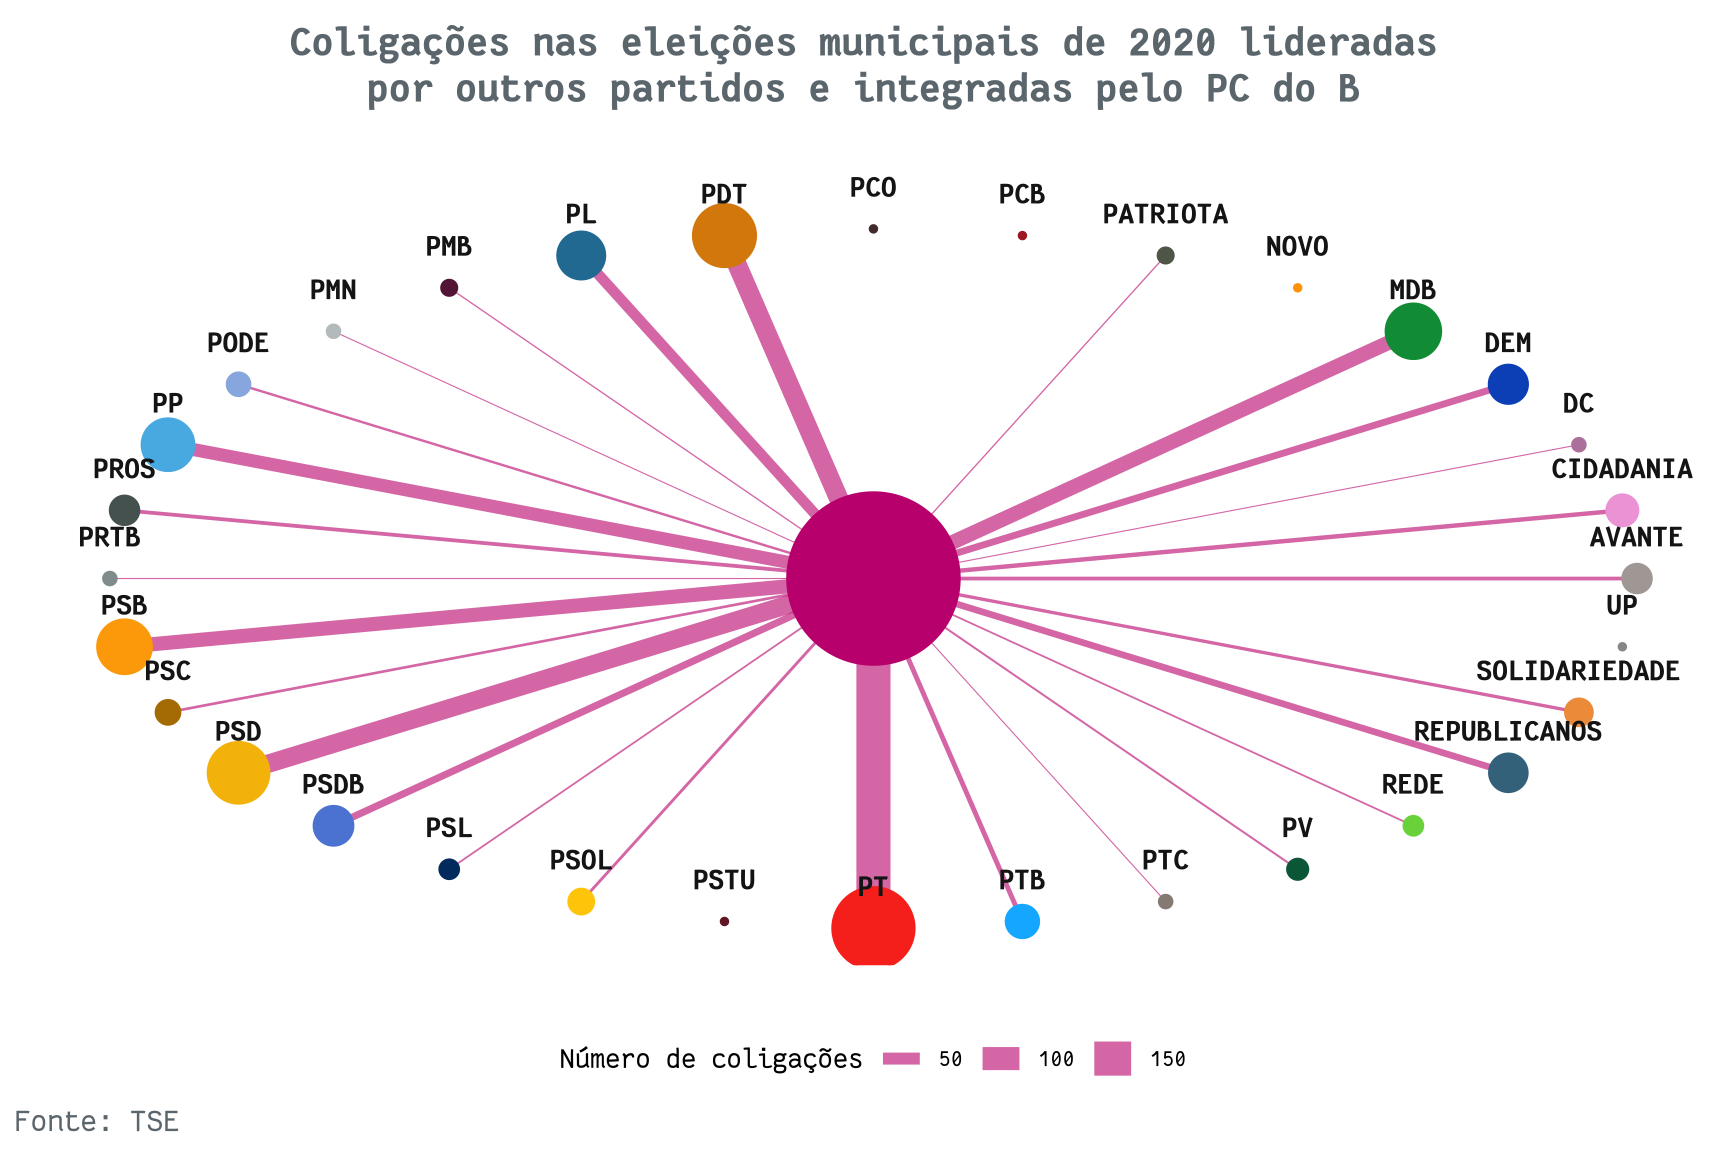 Coligações nas eleições municipais de 2020 lideradas
por outros partidos e integradas pelo PC do B
PCO
PDT
PCB
PL
PATRIOTA
PMB
NOVO
PMN
MDB
PODE
DEM
PP
DC
PROS
CIDADANIA
PRTB
AVANTE
PSB
UP
PSC
SOLIDARIEDADE
PSD
REPUBLICANOS
PSDB
REDE
PSL
PV
PSOL
PTC
PSTU
PT
PTB
Número de coligações 50 100 150
Fonte: TSE